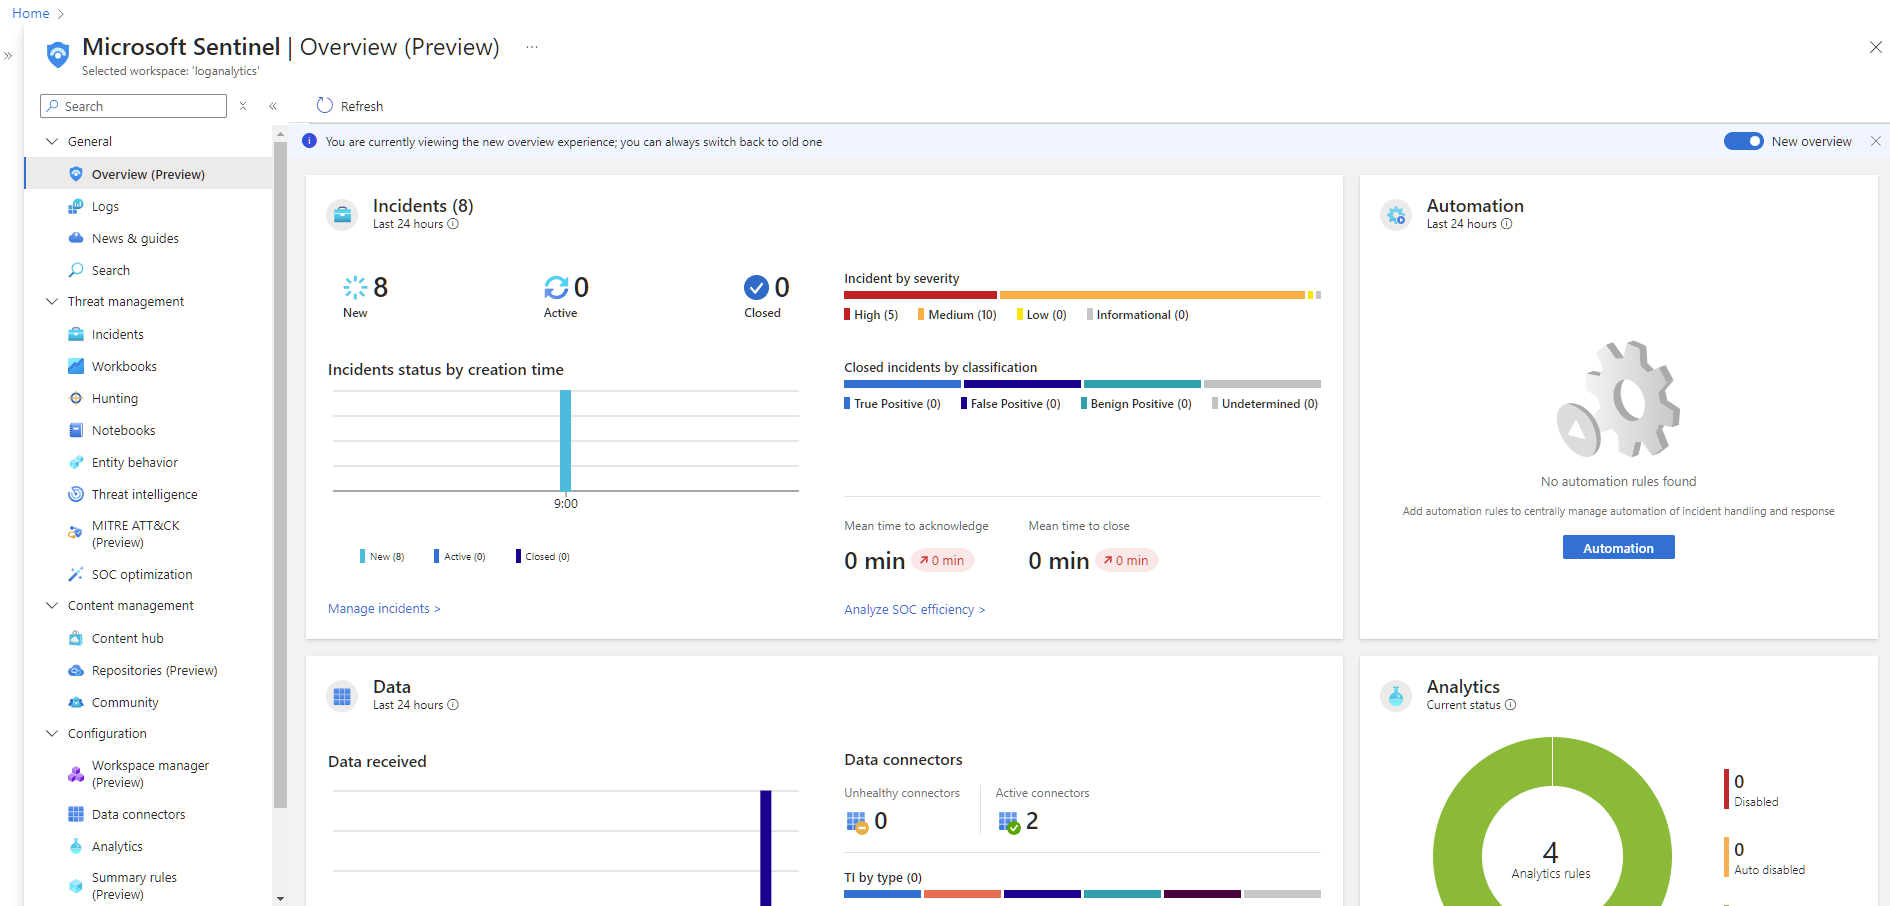 Home
Microsoft Sentinel | Overview (Preview) ...
Selected workspace: 'loganalytics'
Search
General
Overview (Preview)
Logs
News & guides
Search
Threat management
Incidents
Workbooks
Hunting
Notebooks
Entity behavior
Threat intelligence
MITRE ATT&CK
(Preview)
SOC optimization
Content management
Content hub
Repositories (Preview)
Community
Configuration
Workspace manager
(Preview)
Data connectors
Analytics
Summary rules
(Preview)
Refresh
You are currently viewing the new overview experience; you can always switch back to old one
New overview
Incidents (8)
Last 24 hours
8
New
0
Active
0
Closed
Incidents status by creation time
9:00
New (8) Active (0) Closed (0)
Manage incidents >
Incident by severity
High (5) Medium (10) Low (0) Informational (0)
Closed incidents by classification
True Positive (0) False Positive (0) Benign Positive (0) Undetermined (0)
Mean time to acknowledge
0 min 0 min
Mean time to close
0 min 0 min
Analyze SOC efficiency >
Automation
Last 24 hours
No automation rules found
Add automation rules to centrally manage automation of incident handling and response
Automation
Data
Last 24 hours
Data received
Data connectors
Unhealthy connectors
0
Active connectors
2
TI by type (0)
Analytics
Current status
4
Analytics rules
0
Disabled
0
Auto disabled